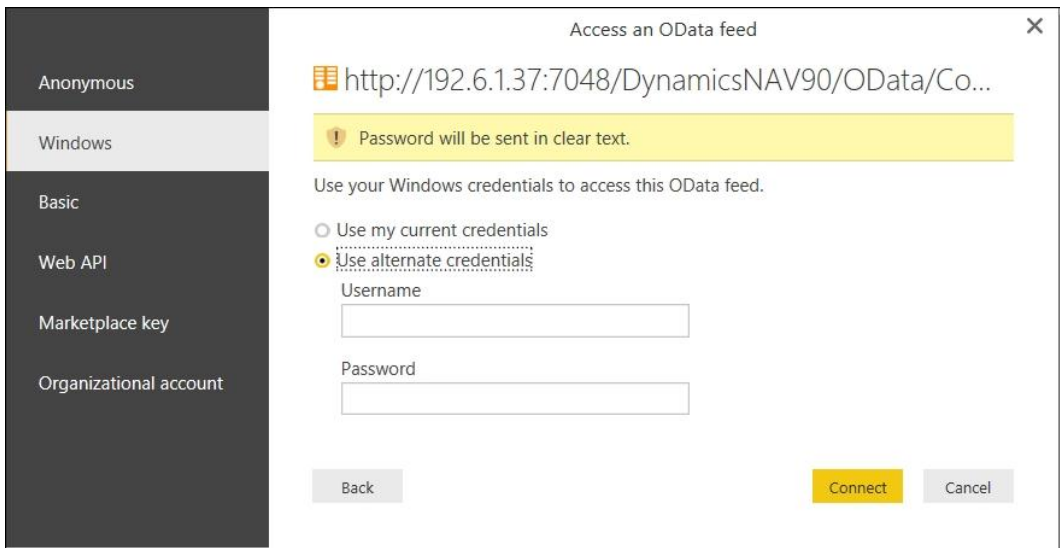 Access an OData feed
Anonymous
Windows
Basic
Web API
Marketplace key
Organizational account
http://192.6.1.37:7048/DynamicsNAV90/OData/Co...
Password will be sent in clear text.
Use your Windows credentials to access this OData feed.
Use my current credentials
Use alternate credentials
Username
Password
Back
Connect
Cancel